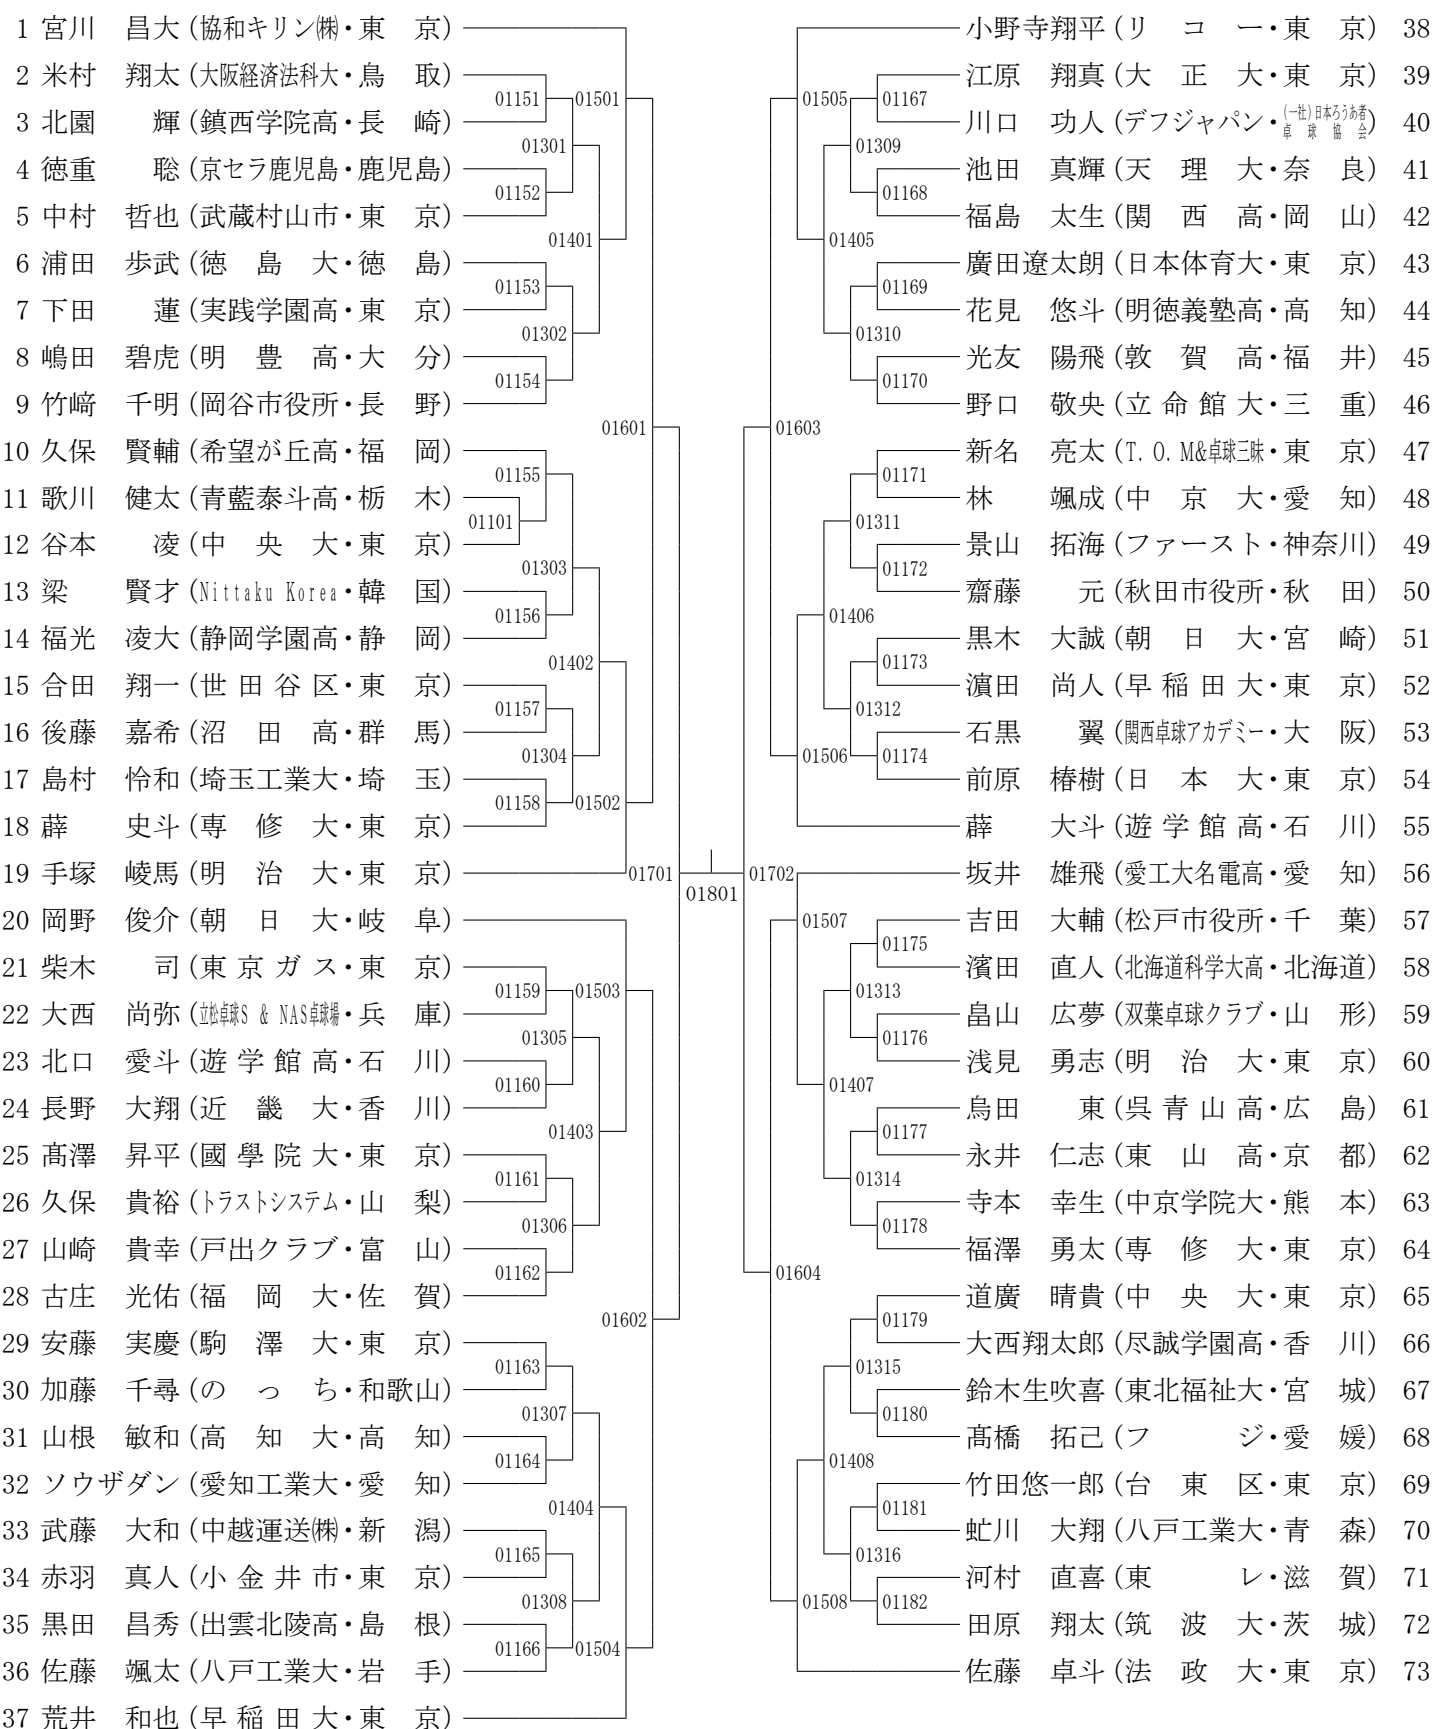 1 宮川 昌大 (協和キリン㈱・東 京)
2 米村 翔太 (大阪経済法科大・鳥 取)
3 北園 輝 (鎮西学院高・長 崎)
4 徳重 聡 (京セラ鹿児島・鹿児島)
5 中村 哲也 (武蔵村山市・東 京)
6 浦田 歩武 (徳島大・徳 島)
7 下田 蓮 (実践学園高・東 京)
8 嶋田 碧虎 (明豊高・大 分)
9 竹﨑 千明 (岡谷市役所・長 野)
10 久保 賢輔 (希望が丘高・福 岡)
11 歌川 健太 (青藍泰斗高・栃 木)
12 谷本 凌 (中央大・東 京)
13 梁 賢才 (Nittaku Korea・韓 国)
14 福光 凌大 (静岡学園高・静 岡)
15 合田 翔一 (世田谷区・東 京)
16 後藤 嘉希 (沼田高・群 馬)
17 島村 怜和 (埼玉工業大・埼 玉)
18 薜 史斗 (専修大・東 京)
19 手塚 崚馬 (明治大・東 京)
20 岡野 俊介 (朝日大・岐 阜)
21 柴木 司 (東京ガス・東 京)
22 大西 尚弥 (立松卓球S & NAS卓球場・兵 庫)
23 北口 愛斗 (遊学館高・石 川)
24 長野 大翔 (近畿大・香 川)
25 髙澤 昇平 (國學院大・東 京)
26 久保 貴裕 (トラストシステム・山 梨)
27 山崎 貴幸 (戸出クラブ・富 山)
28 古庄 光佑 (福岡大・佐 賀)
29 安藤 実慶 (駒澤大・東 京)
30 加藤 千尋 (のっち・和歌山)
31 山根 敏和 (高知大・高 知)
32 ソウザダン (愛知工業大・愛 知)
33 武藤 大和 (中越運送㈱・新 潟)
34 赤羽 真人 (小金井市・東 京)
35 黒田 昌秀 (出雲北陵高・島 根)
36 佐藤 颯太 (八戸工業大・岩 手)
37 荒井 和也 (早稲田大・東 京)
01101
01151
01152
01153
01154
01155
01156
01157
01158
01159
01160
01161
01162
01163
01164
01165
01166
01301
01302
01303
01304
01305
01306
01307
01308
01401
01402
01403
01404
01501
01502
01503
01504
01601
01602
01701
01801
01702
01603
01604
01505
01506
01507
01508
01405
01406
01407
01408
01309
01310
01311
01312
01313
01314
01315
01316
01167
01168
01169
01170
01171
01172
01173
01174
01175
01176
01177
01178
01179
01180
01181
01182
小野寺翔平 (リコー・東 京) 38
江原 翔真 (大正大・東 京) 39
川口 功人 (デフジャパン・(一社)日本ろうあ者卓球協会) 40
池田 真輝 (天理大・奈 良) 41
福島 太生 (関西高・岡 山) 42
廣田遼太朗 (日本体育大・東 京) 43
花見 悠斗 (明徳義塾高・高 知) 44
光友 陽飛 (敦賀高・福 井) 45
野口 敬央 (立命館大・三 重) 46
新名 亮太 (T.O.M&卓球三昧・東 京) 47
林 颯成 (中京大・愛 知) 48
景山 拓海 (ファースト・神奈川) 49
齋藤 元 (秋田市役所・秋 田) 50
黒木 大誠 (朝日大・宮 崎) 51
濵田 尚人 (早稲田大・東 京) 52
石黒 翼 (関西卓球アカデミー・大 阪) 53
前原 椿樹 (日本大・東 京) 54
薜 大斗 (遊学館高・石 川) 55
坂井 雄飛 (愛工大名電高・愛 知) 56
吉田 大輔 (松戸市役所・千 葉) 57
濱田 直人 (北海道科学大高・北海道) 58
畠山 広夢 (双葉卓球クラブ・山 形) 59
浅見 勇志 (明治大・東 京) 60
烏田 東 (呉青山高・広 島) 61
永井 仁志 (東山高・京 都) 62
寺本 幸生 (中京学院大・熊 本) 63
福澤 勇太 (専修大・東 京) 64
道廣 晴貴 (中央大・東 京) 65
大西翔太郎 (尽誠学園高・香 川) 66
鈴木生吹喜 (東北福祉大・宮 城) 67
髙橋 拓己 (フジ・愛 媛) 68
竹田悠一郎 (台東区・東 京) 69
虻川 大翔 (八戸工業大・青 森) 70
河村 直喜 (東レ・滋 賀) 71
田原 翔太 (筑波大・茨 城) 72
佐藤 卓斗 (法政大・東 京) 73